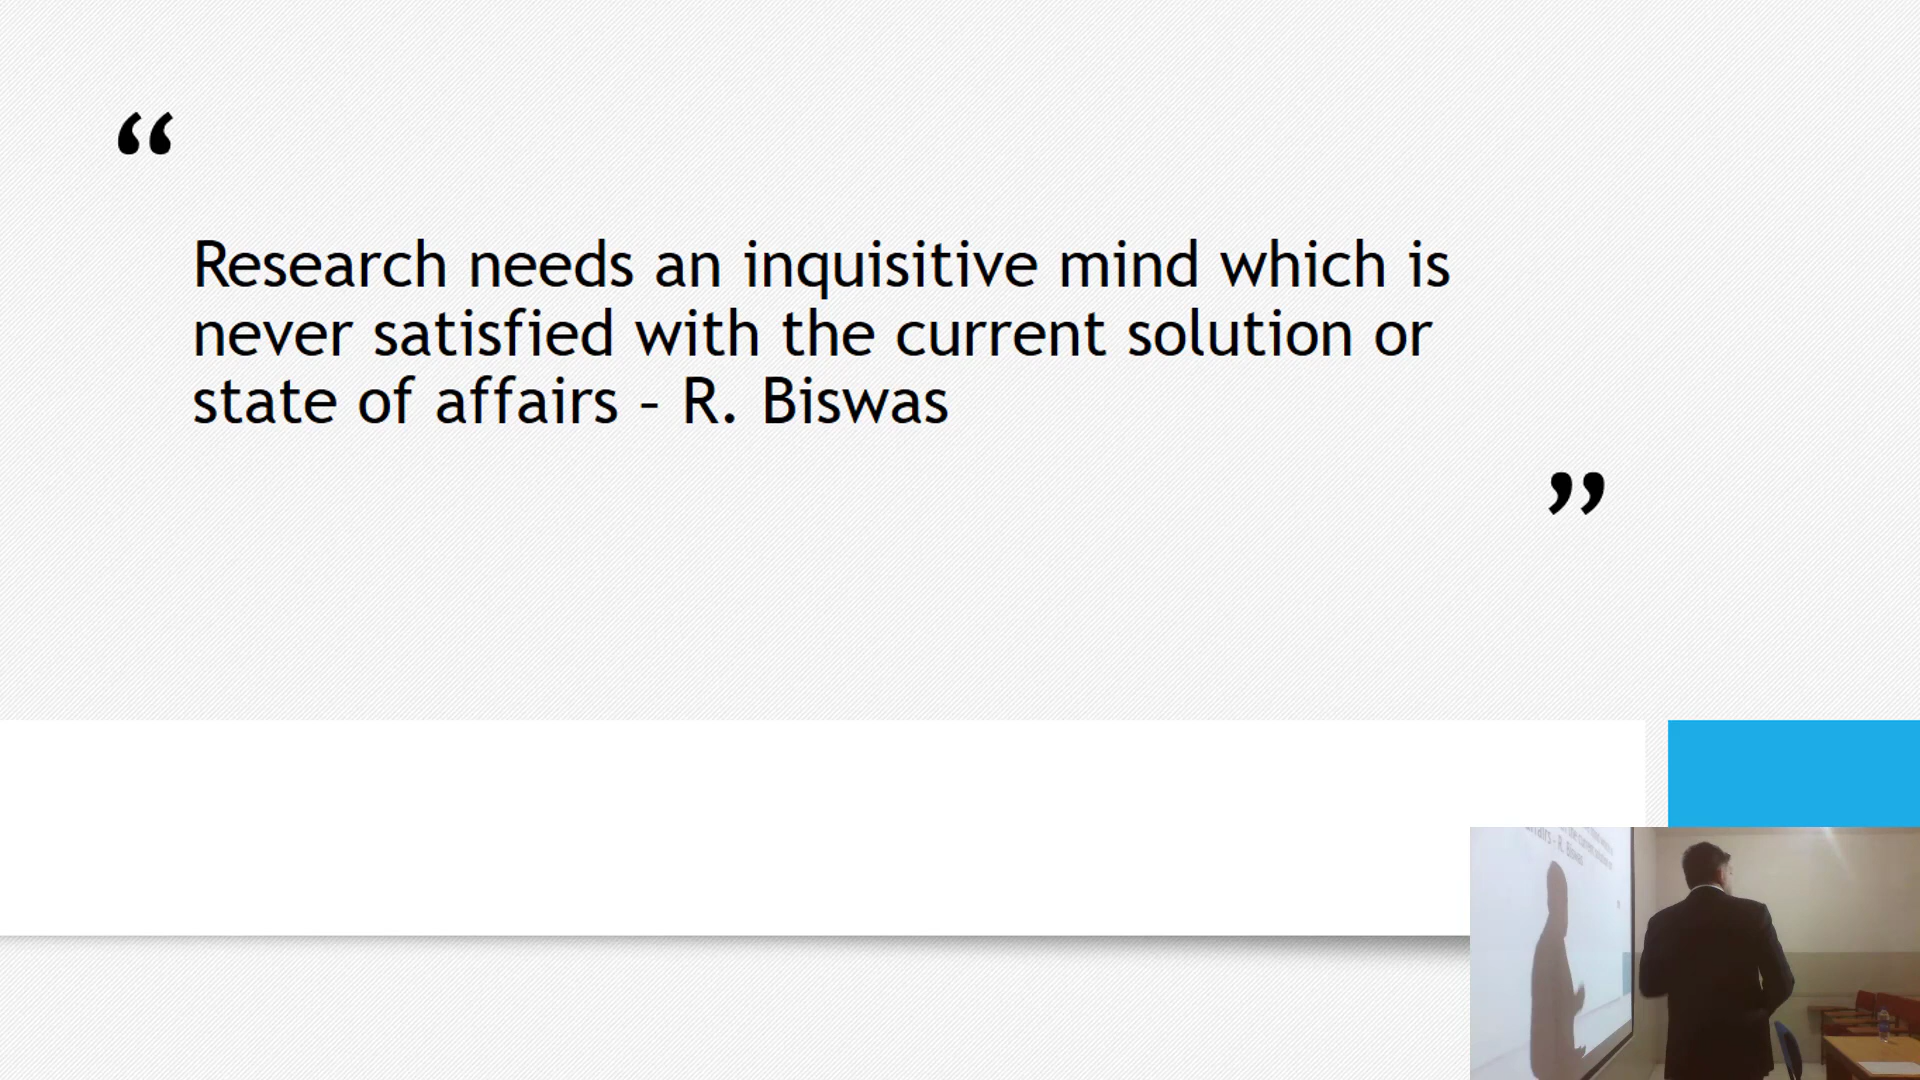 “
Research needs an inquisitive mind which is
never satisfied with the current solution or
state of affairs – R. Biswas
”